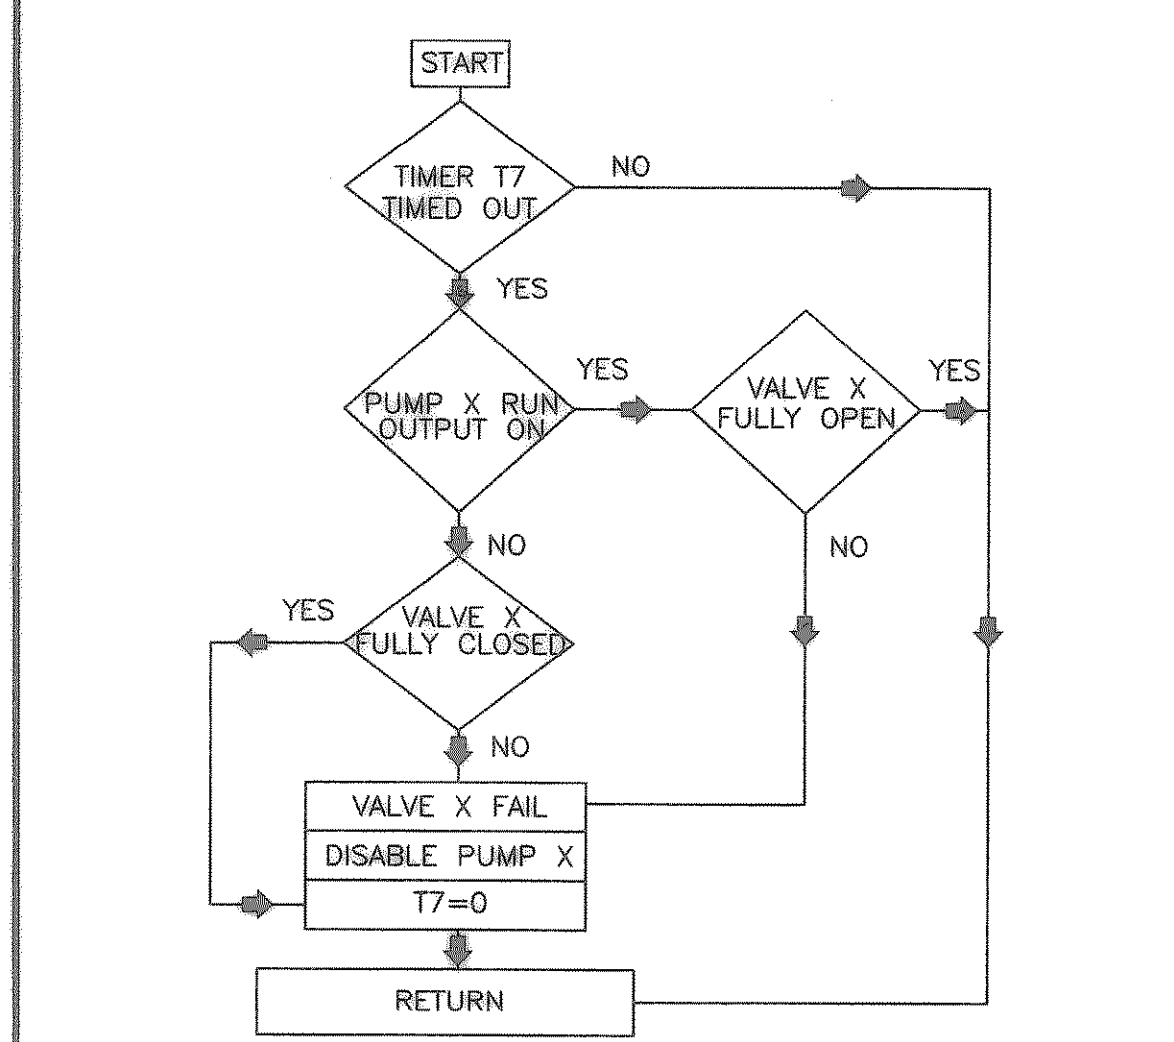 START
TIMER T7
TIMED OUT
NO
YES
PUMP X RUN
OUTPUT ON
YES
VALVE X
FULLY OPEN
YES
NO
NO
VALVE X
FULLY CLOSED
YES
NO
VALVE X FAIL
DISABLE PUMP X
T7=0
RETURN